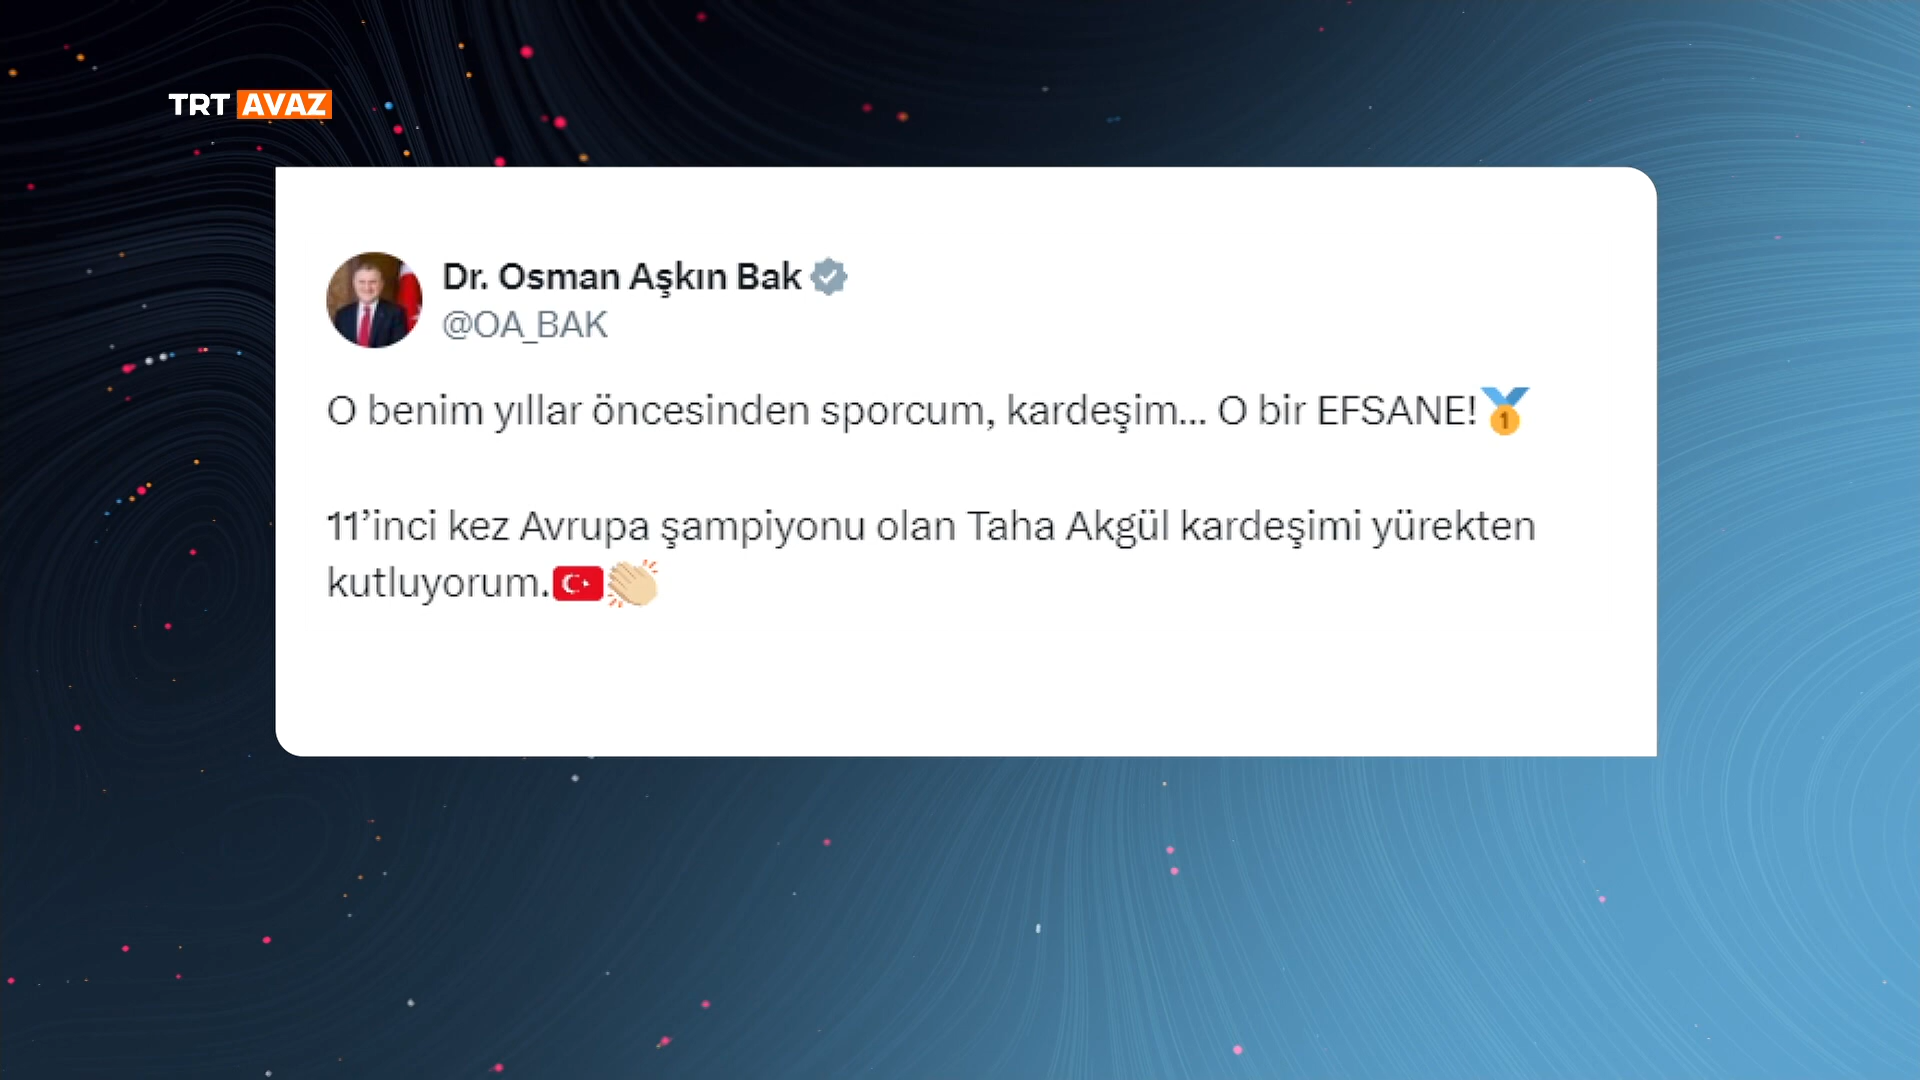 TRT AVAZ
Dr. Osman Aşkın Bak
@OA_BAK
O benim yıllar öncesinden sporcum, kardeşim... O bir EFSANE!🥇
11’inci kez Avrupa şampiyonu olan Taha Akgül kardeşimi yürekten
kutluyorum.🇹🇷👏🏼